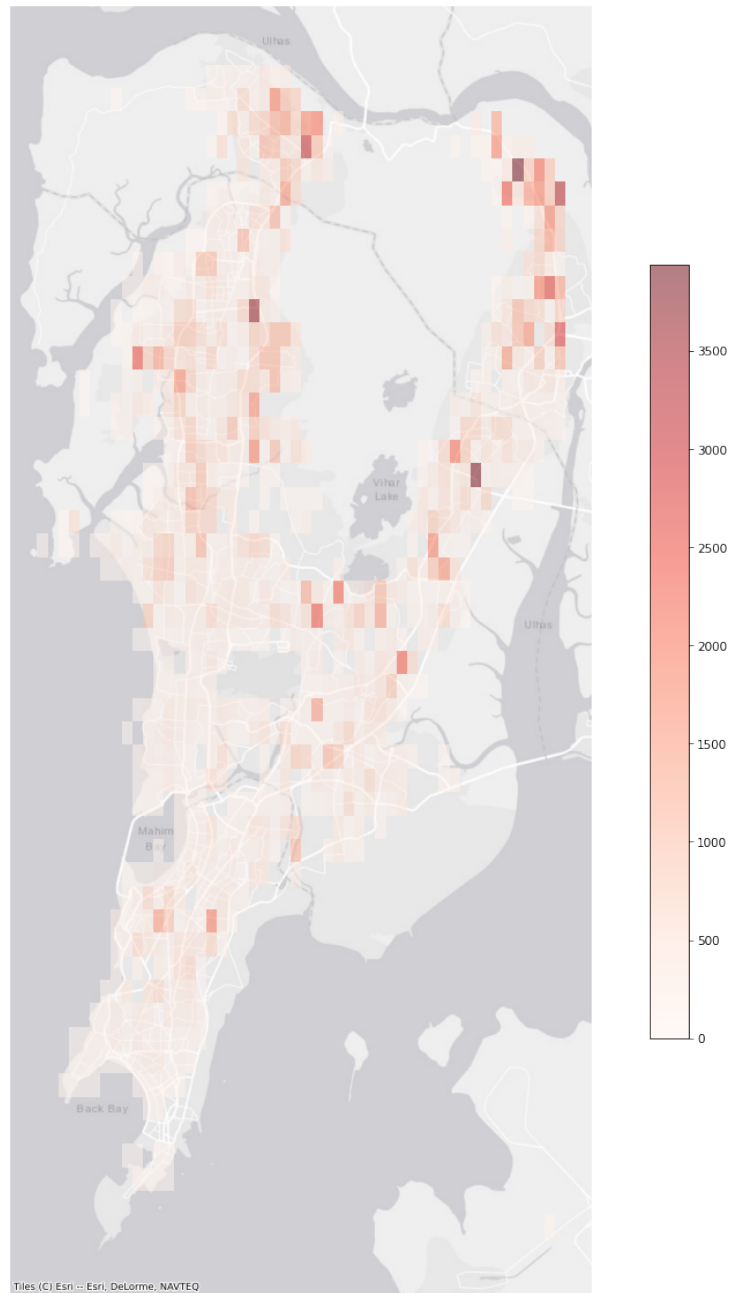 Ulhas
3500
3000
Vihar
Lake
2500
Ulhas
2000
1500
Mahim
Bay
1000
500
0
Back Bay
Tiles (C) Esri -- Esri, DeLorme, NAVTEQ